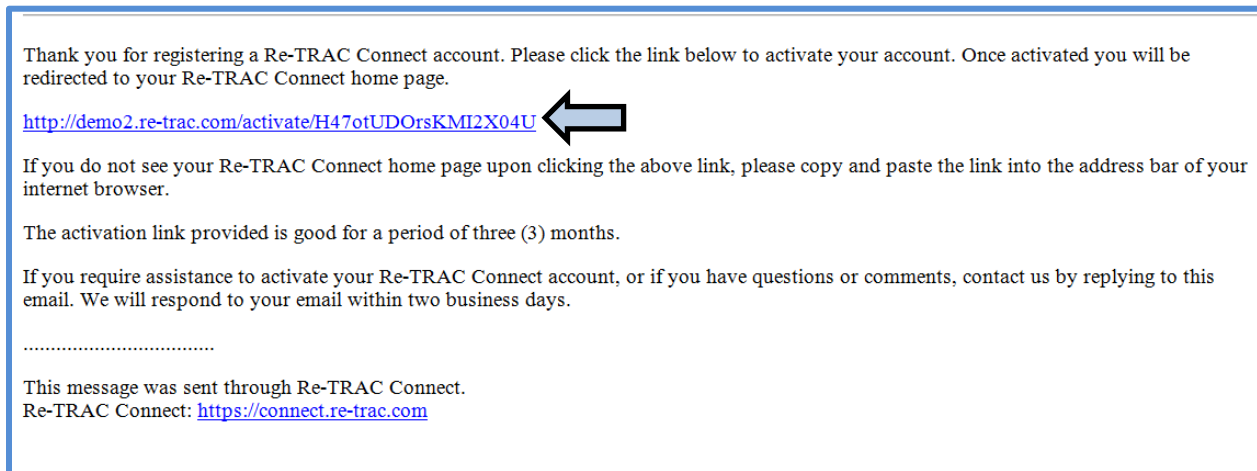 Thank you for registering a Re-TRAC Connect account. Please click the link below to activate your account. Once activated you will be
redirected to your Re-TRAC Connect home page.
http://demo2.re-trac.com/activate/H47otUDOrsKMI2X04U
If you do not see your Re-TRAC Connect home page upon clicking the above link, please copy and paste the link into the address bar of your
internet browser.
The activation link provided is good for a period of three (3) months.
If you require assistance to activate your Re-TRAC Connect account, or if you have questions or comments, contact us by replying to this
email. We will respond to your email within two business days.
...................................
This message was sent through Re-TRAC Connect.
Re-TRAC Connect: https://connect.re-trac.com